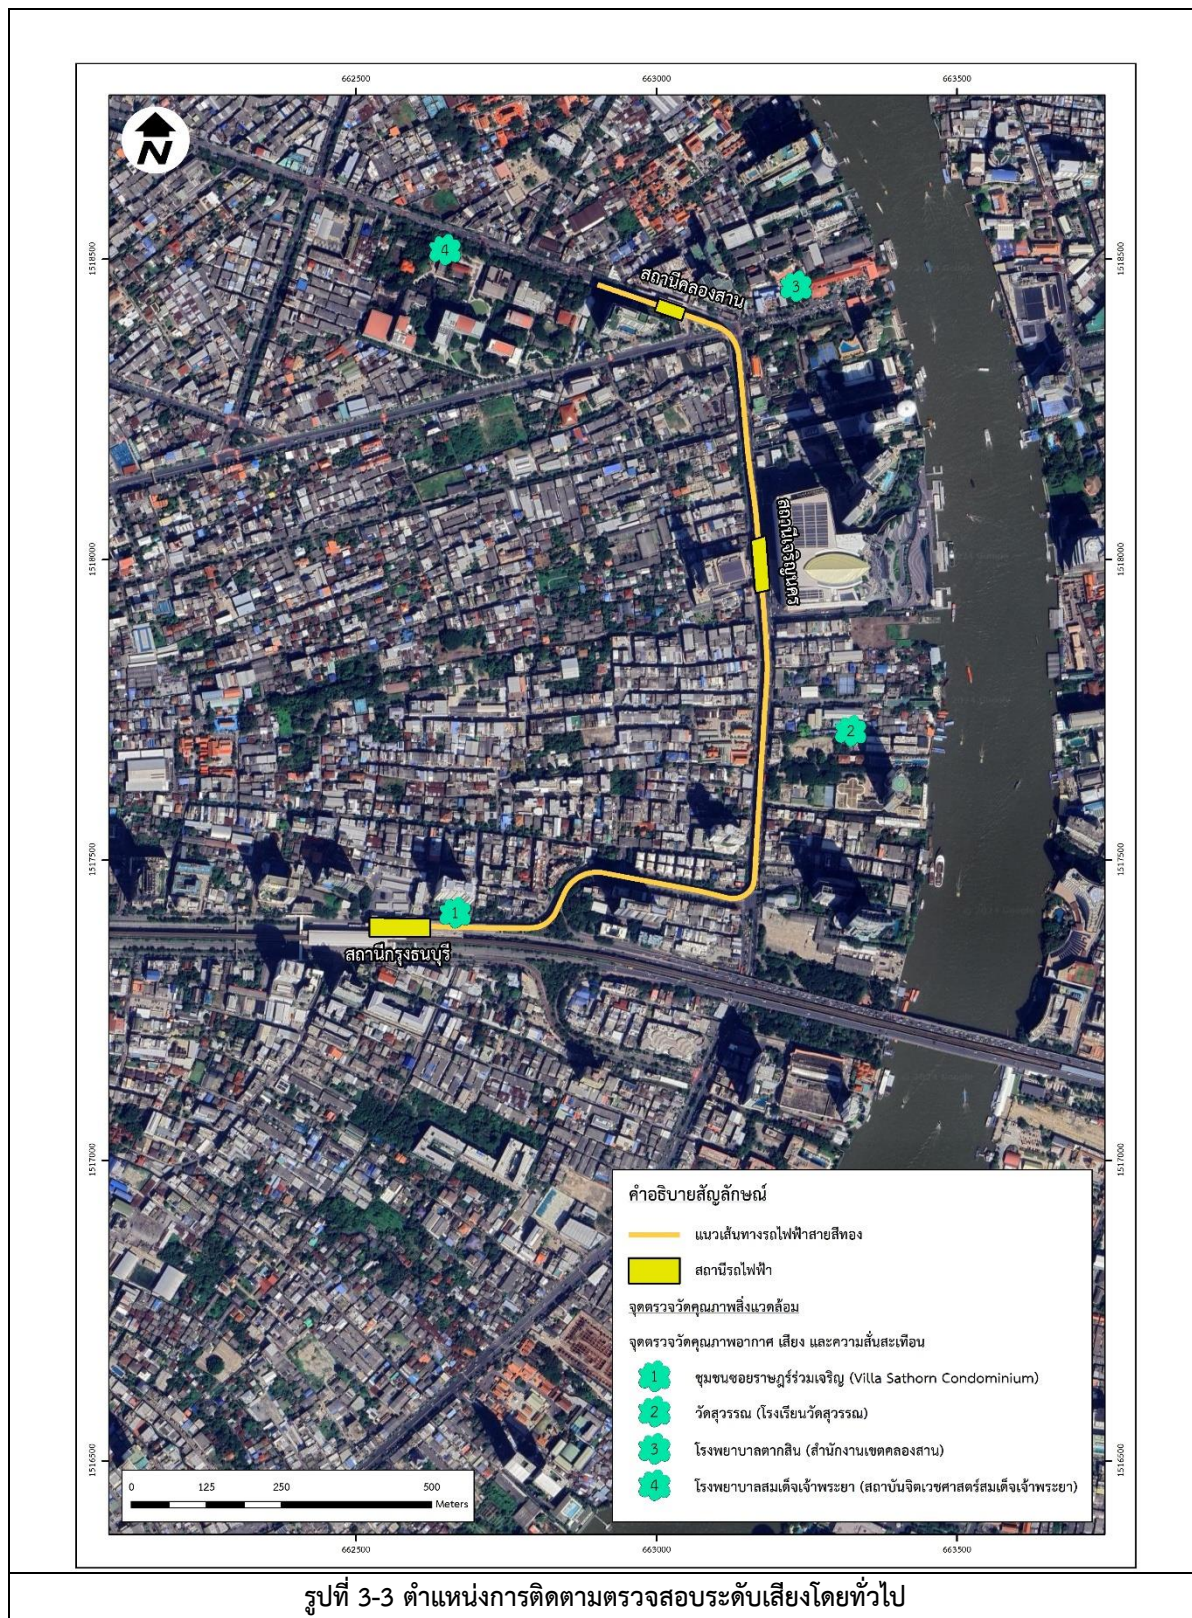 662500 663000 663500
N
1518500 1518500
4
สถานีคลองสาน
3
สถานีเจริญนคร
1518000 1518000
2
1517500 1517500
1
สถานีกรุงธนบุรี
1517000 1517000
คำอธิบายสัญลักษณ์
แนวเส้นทางรถไฟฟ้าสายสีทอง
สถานีรถไฟฟ้า
จุดตรวจวัดคุณภาพสิ่งแวดล้อม
จุดตรวจวัดคุณภาพอากาศ เสียง และความสั่นสะเทือน
1 ชุมชนซอยราษฎร์ร่วมเจริญ (Villa Sathorn Condominium)
2 วัดสุวรรณ (โรงเรียนวัดสุวรรณ)
3 โรงพยาบาลตากสิน (สำนักงานเขตคลองสาน)
4 โรงพยาบาลสมเด็จเจ้าพระยา (สถาบันจิตเวชศาสตร์สมเด็จเจ้าพระยา)
1516500 1516500
0 125 250 500
Meters
662500 663000 663500
รูปที่ 3-3 ตำแหน่งการติดตามตรวจสอบระดับเสียงโดยทั่วไป